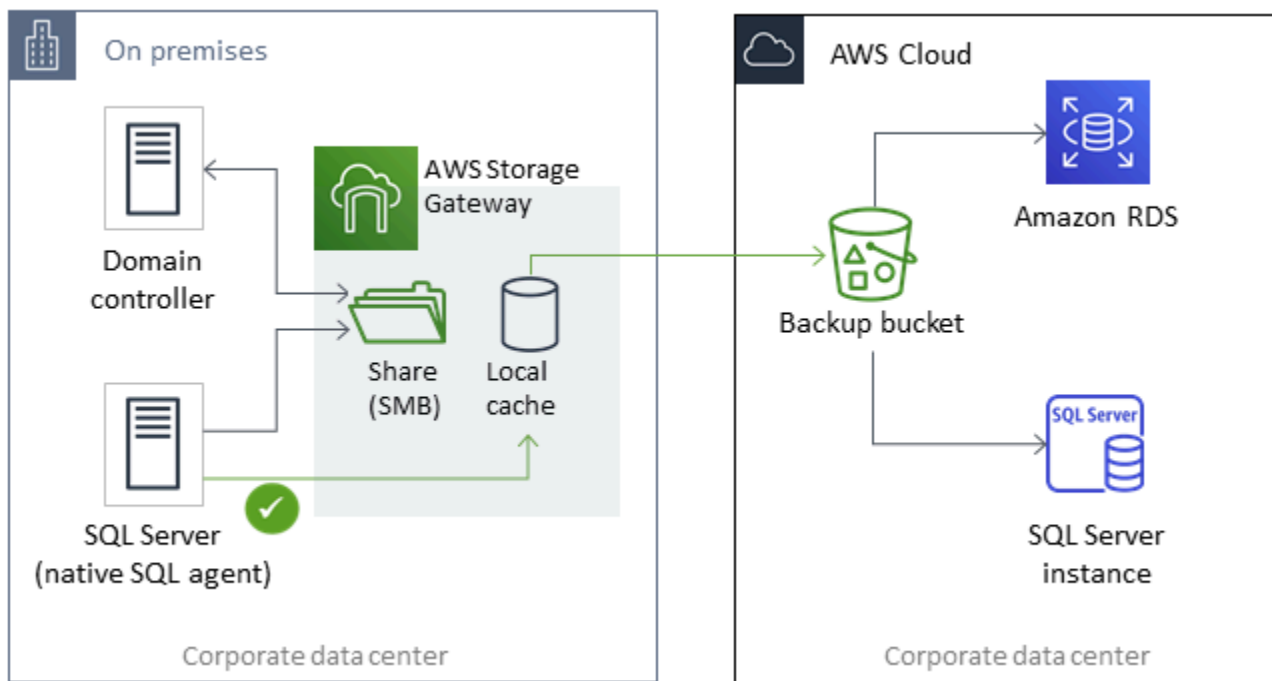 On premises
AWS Cloud
AWS Storage
Gateway
Domain
controller
Share
(SMB)
Local
cache
SQL Server
(native SQL agent)
Corporate data center
Amazon RDS
Backup bucket
SQL Server
SQL Server
instance
Corporate data center